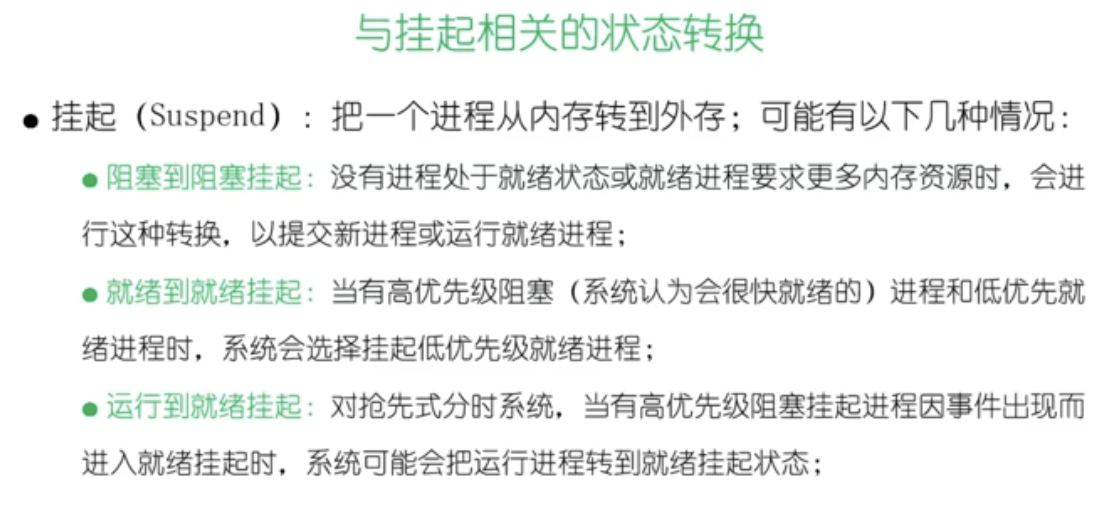 与挂起相关的状态转换
● 挂起（Suspend）：把一个进程从内存转到外存；可能有以下几种情况：
● 阻塞到阻塞挂起：没有进程处于就绪状态或就绪进程要求更多内存资源时，会进
行这种转换，以提交新进程或运行就绪进程；
● 就绪到就绪挂起：当有高优先级阻塞（系统认为会很快就绪的）进程和低优先就
绪进程时，系统会选择挂起低优先级就绪进程；
● 运行到就绪挂起：对抢先式分时系统，当有高优先级阻塞挂起进程因事件出现而
进入就绪挂起时，系统可能会把运行进程转到就绪挂起状态；